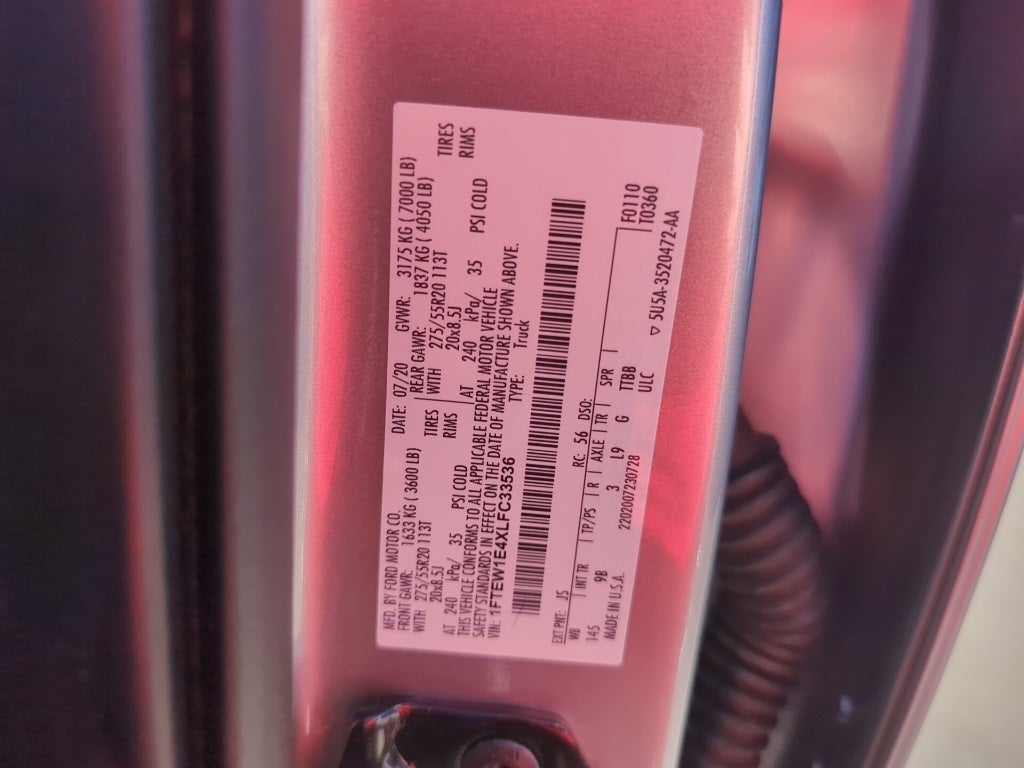 MFD. BY FORD MOTOR CO.
DATE: 07/20 GVWR: 3175 KG ( 7000 LB)
FRONT GAWR: 1633 KG ( 3600 LB) REAR GAWR: 1837 KG ( 4050 LB)
WITH 275/55R20 113T TIRES WITH 275/55R20 113T TIRES
20x8.5J RIMS 20x8.5J RIMS
AT 240 kPa/ 35 PSI COLD AT 240 kPa/ 35 PSI COLD
THIS VEHICLE CONFORMS TO ALL APPLICABLE FEDERAL MOTOR VEHICLE
SAFETY STANDARDS IN EFFECT ON THE DATE OF MANUFACTURE SHOWN ABOVE.
VIN: 1FTEW1E4XLFC33536
TYPE: Truck
EXT PNT: JS RC: 56 DSO: F0110
WB INT TR TP/PS R AXLE TR SPR T0360
145 9B 3 L9 G TTBB
MADE IN U.S.A. 2202007230728 ULC
▽ 5U5A-3520472-AA